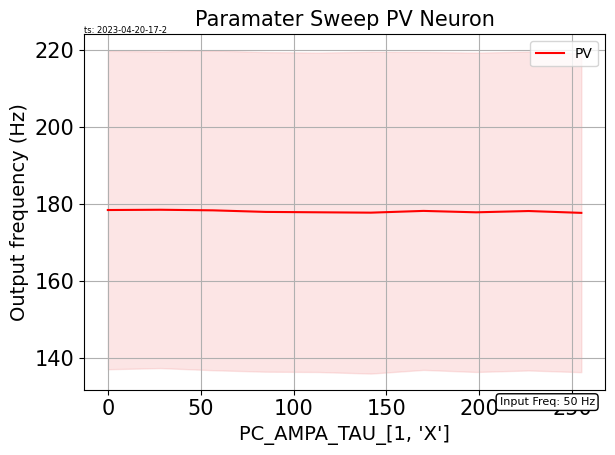 Paramater Sweep PV Neuron
ts: 2023-04-20-17-2
PV
Output frequency (Hz)
220
200
180
160
140
0 50 100 150 200 250
Input Freq: 50 Hz
PC_AMPA_TAU_[1, 'X']